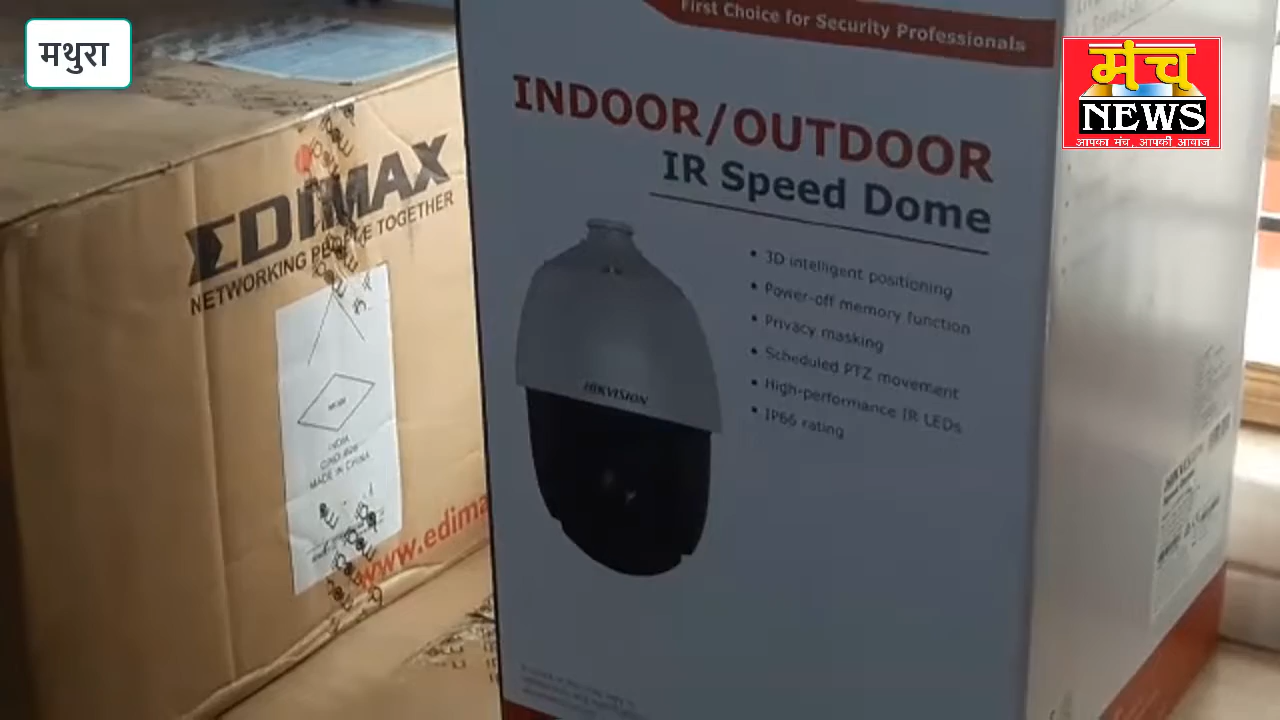 मथुरा
मंच
NEWS
आपका मंच, आपकी आवाज
EDIMAX
NETWORKING PEOPLE TOGETHER
INDIA
MADE IN CHINA
www.edima
First Choice for Security Professionals
INDOOR/OUTDOOR
IR Speed Dome
HIKVISION
• 3D intelligent positioning
• Power-off memory function
• Privacy masking
• Scheduled PTZ movement
• High-performance IR LEDs
• IP66 rating